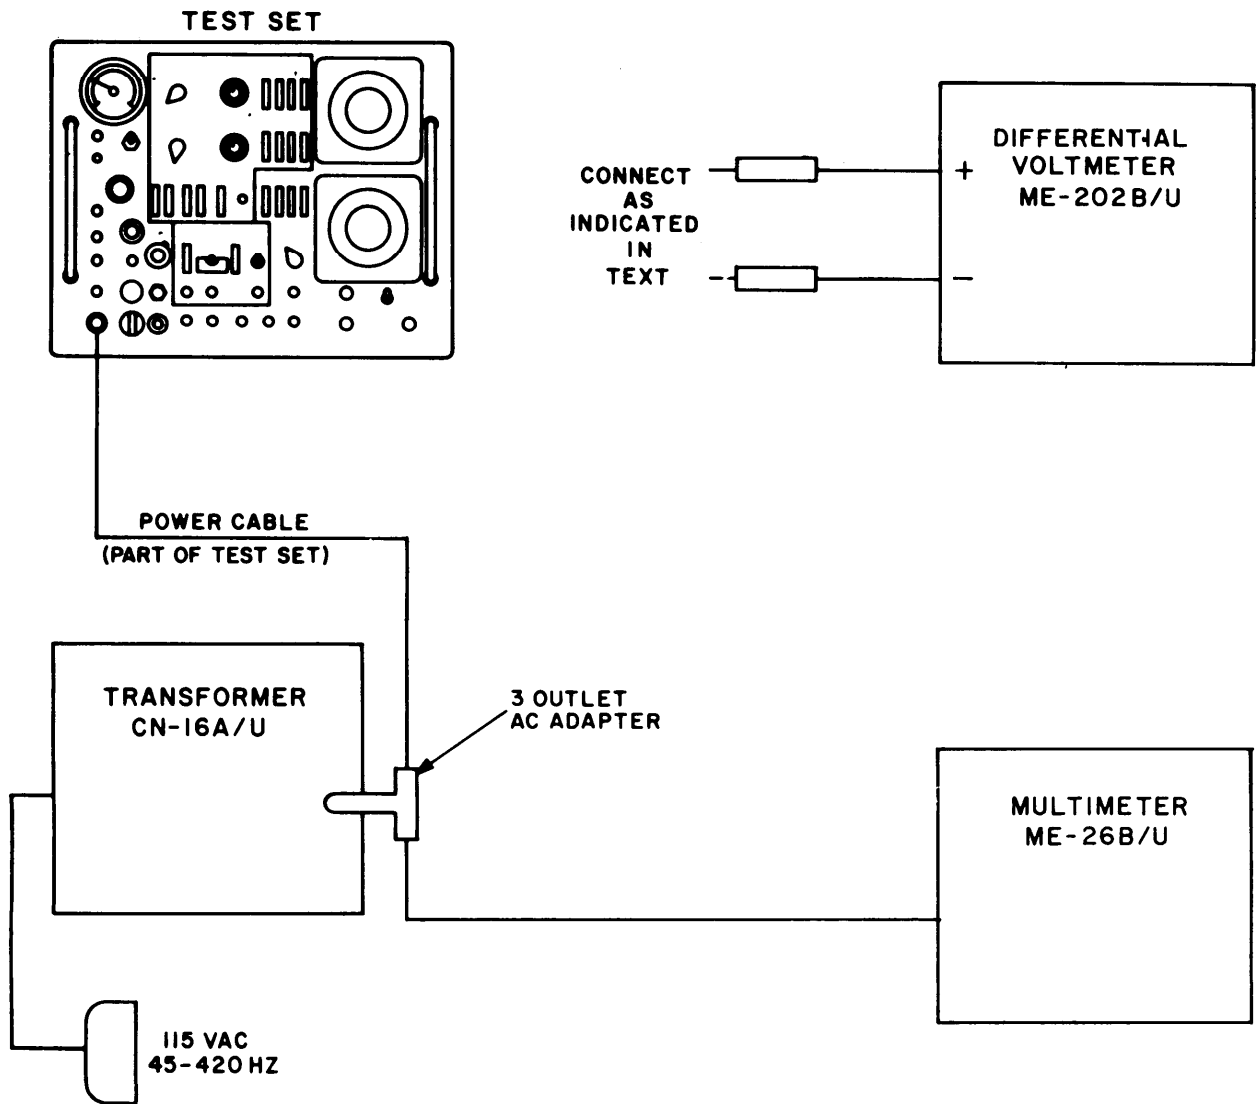 TEST SET
CONNECT
AS
INDICATED
IN
TEXT
+
-
DIFFERENTIAL
VOLTMETER
ME-202B/U
POWER CABLE
(PART OF TEST SET)
TRANSFORMER
CN-16A/U
3 OUTLET
AC ADAPTER
MULTIMETER
ME-26B/U
115 VAC
45-420 HZ